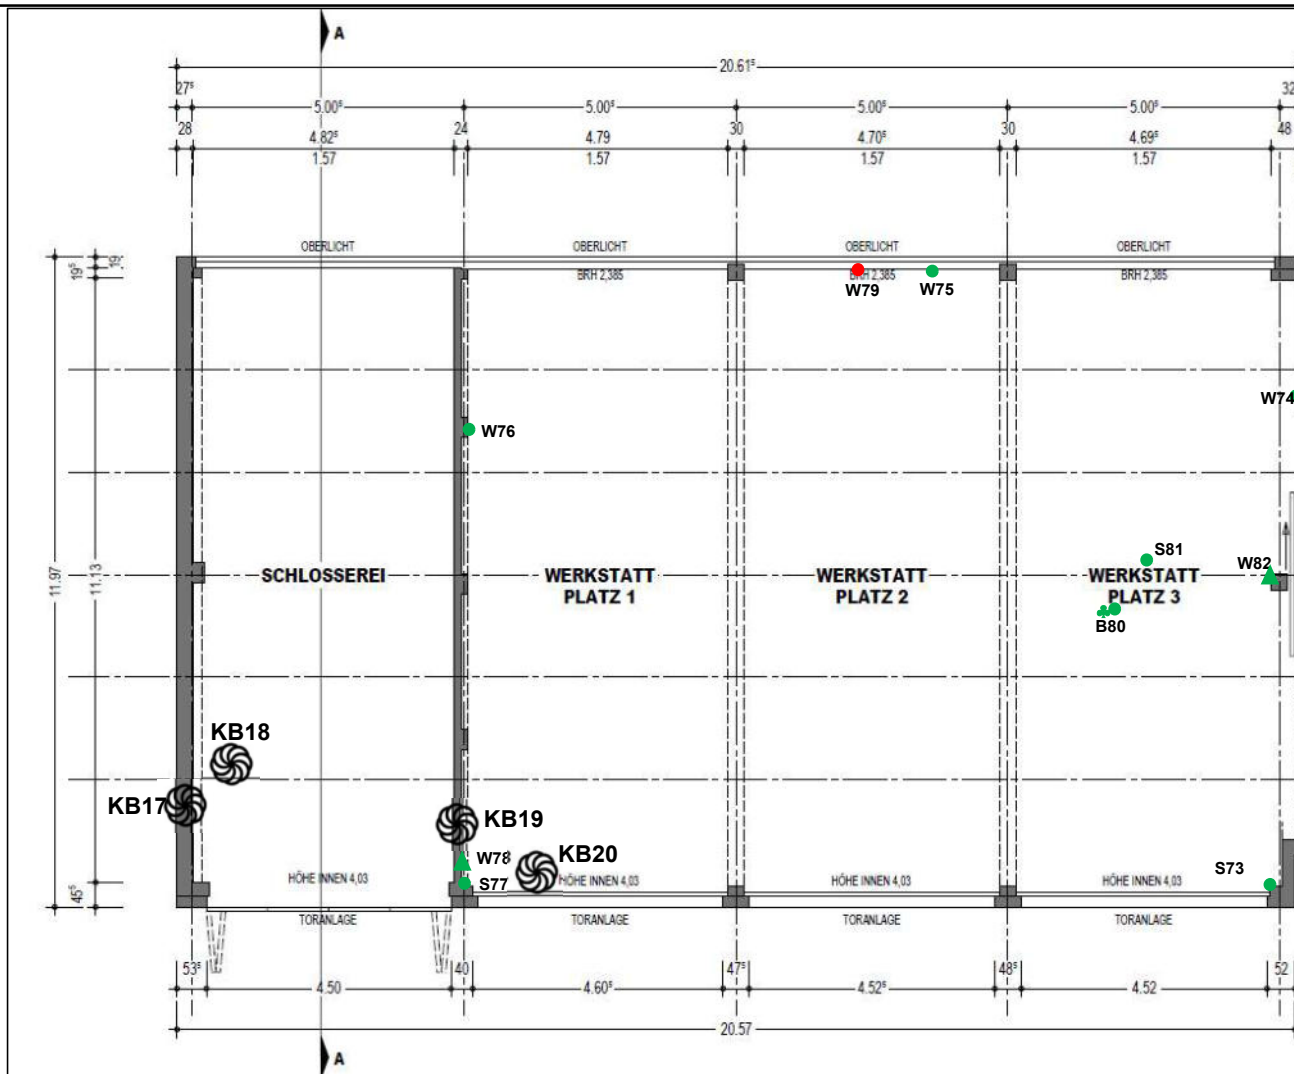 A
20.61⁵
27⁵ 5.00⁵ 5.00⁵ 5.00⁵ 5.00⁵ 32
28 4.82⁵ 24 4.79 30 4.70⁵ 30 4.69⁵ 48
1.57 1.57 1.57 1.57
OBERLICHT OBERLICHT OBERLICHT OBERLICHT
19⁵ 19
BRH 2,385 BRH 2,385 BRH 2,385
W79 W75
W74
W76
S81
W82
11.97 11.13
SCHLOSSEREI WERKSTATT WERKSTATT WERKSTATT
PLATZ 1 PLATZ 2 PLATZ 3
B80
KB18
KB17
KB19
W78 KB20
HÖHE INNEN 4,03 S77 HÖHE INNEN 4,03 HÖHE INNEN 4,03 HÖHE INNEN 4,03 S73
45⁵
TORANLAGE TORANLAGE TORANLAGE TORANLAGE
53⁵ 40 47⁵ 48⁵ 52
4.50 4.60⁵ 4.52⁵ 4.52
20.57
A